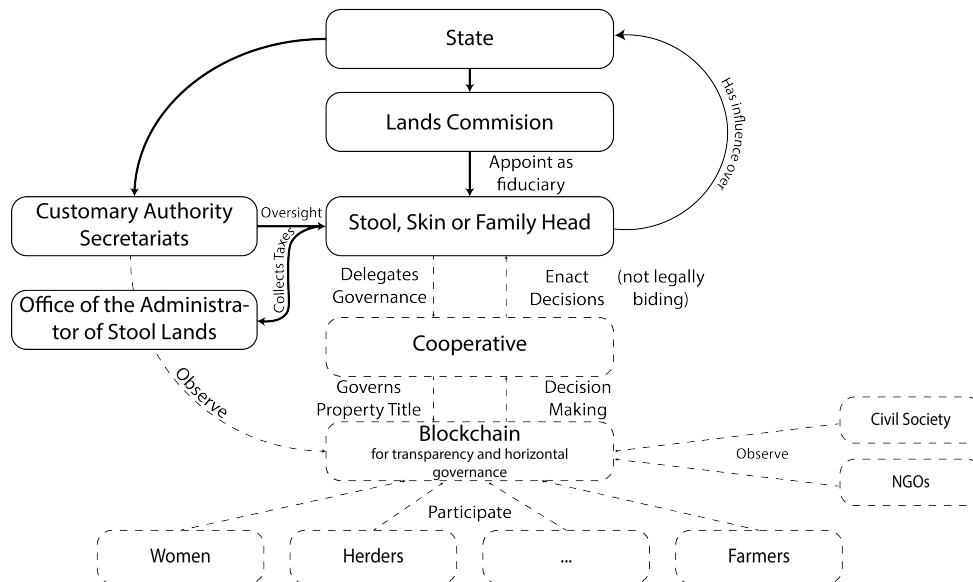 State
Lands Commision
Has influence over
Appoint as
fiduciary
Customary Authority
Secretariats
Oversight
Stool, Skin or Family Head
Collects Taxes
Delegates
Governance
Enact
Decisions
(not legally
biding)
Office of the Administra-
tor of Stool Lands
Cooperative
Observe
Governs
Property Title
Decision
Making
Blockchain
for transparency and horizontal
governance
Civil Society
Observe
NGOs
Participate
Women
Herders
...
Farmers